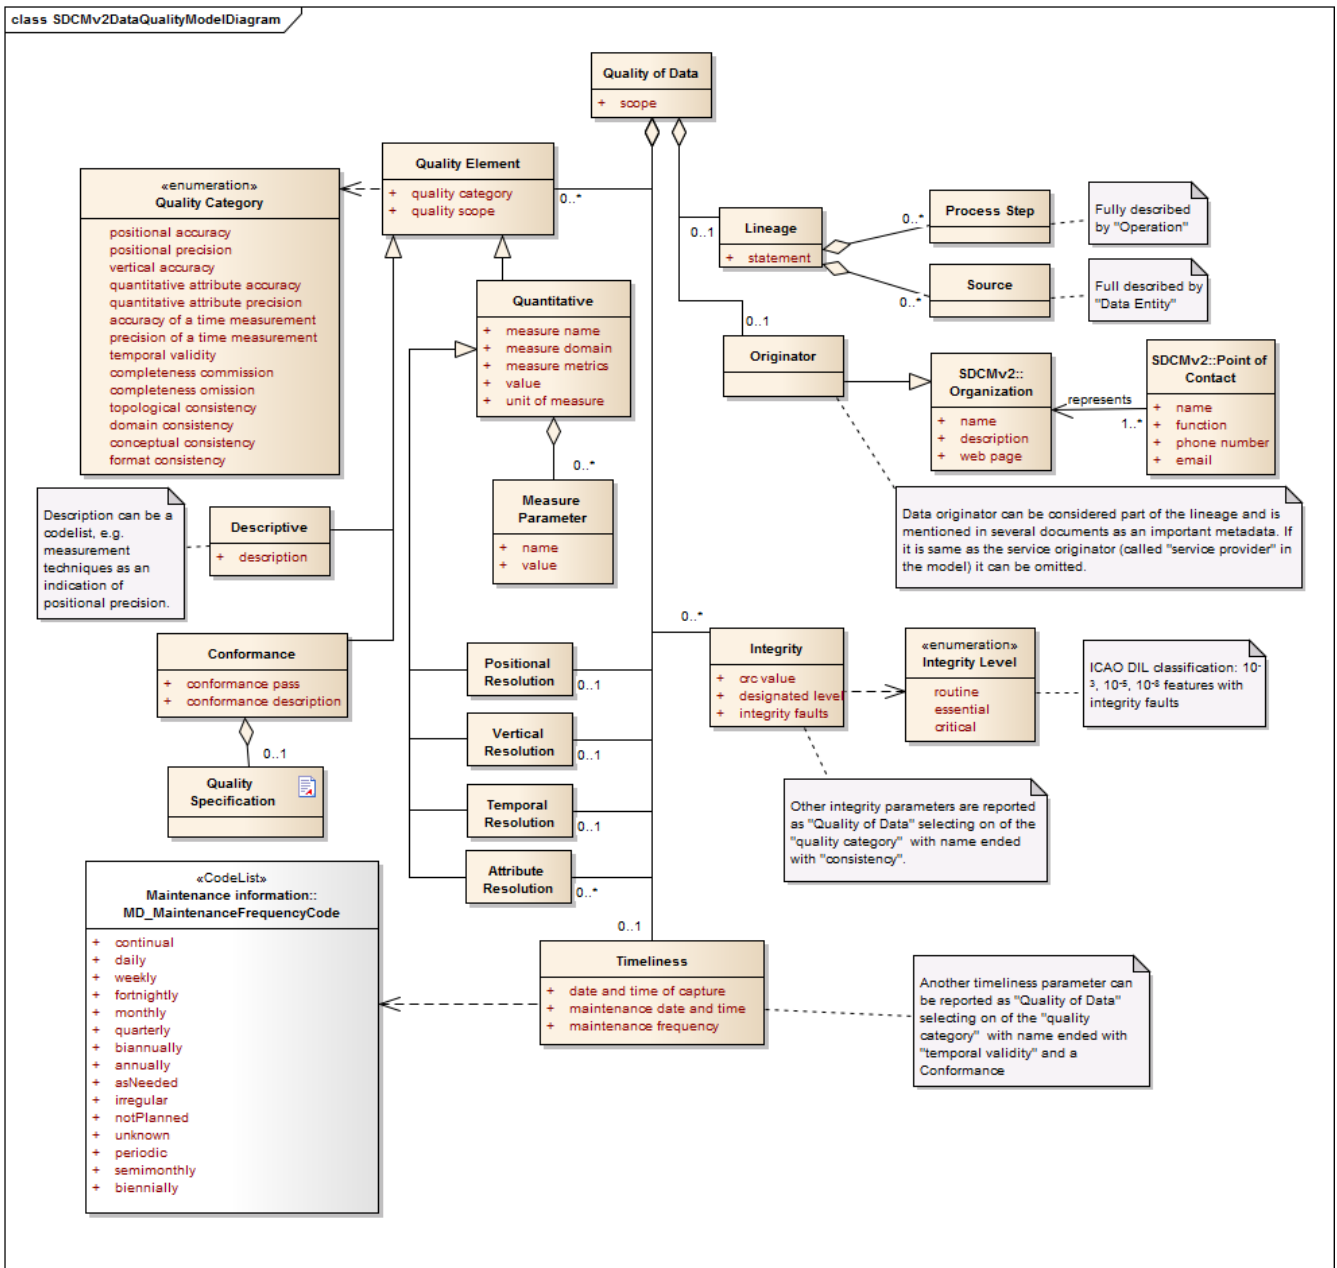 class SDCMv2DataQualityModelDiagram
Quality of Data
+ scope
Quality Element
+ quality category
+ quality scope
0..*
«enumeration»
Quality Category
positional accuracy
positional precision
vertical accuracy
quantitative attribute accuracy
quantitative attribute precision
accuracy of a time measurement
precision of a time measurement
temporal validity
completeness commission
completeness omission
topological consistency
domain consistency
conceptual consistency
format consistency
0..1
Lineage
+ statement
0..*
Process Step
Fully described
by "Operation"
0..*
Source
Full described by
"Data Entity"
Quantitative
+ measure name
+ measure domain
+ measure metrics
+ value
+ unit of measure
0..1
Originator
SDCMv2::
Organization
+ name
+ description
+ web page
represents
1..*
SDCMv2::Point of
Contact
+ name
+ function
+ phone number
+ email
0..*
Measure
Parameter
+ name
+ value
Description can be a
codelist, e.g.
measurement
techniques as an
indication of
positional precision.
Descriptive
+ description
Data originator can be considered part of the lineage and is
mentioned in several documents as an important metadata. If
it is same as the service originator (called "service provider" in
the model) it can be omitted.
Conformance
+ conformance pass
+ conformance description
0..1
Quality
Specification
Positional
Resolution
0..1
Vertical
Resolution
0..1
Temporal
Resolution
0..1
Attribute
Resolution
0..*
0..*
Integrity
+ crc value
+ designated level
+ integrity faults
«enumeration»
Integrity Level
routine
essential
critical
ICAO DIL classification: 10-
3, 10-5, 10-8 features with
integrity faults
Other integrity parameters are reported
as "Quality of Data" selecting on of the
"quality category" with name ended
with "consistency".
«CodeList»
Maintenance information::
MD_MaintenanceFrequencyCode
+ continual
+ daily
+ weekly
+ fortnightly
+ monthly
+ quarterly
+ biannually
+ annually
+ asNeeded
+ irregular
+ notPlanned
+ unknown
+ periodic
+ semimonthly
+ biennially
0..1
Timeliness
+ date and time of capture
+ maintenance date and time
+ maintenance frequency
Another timeliness parameter can
be reported as "Quality of Data"
selecting on of the "quality
category" with name ended with
"temporal validity" and a
Conformance